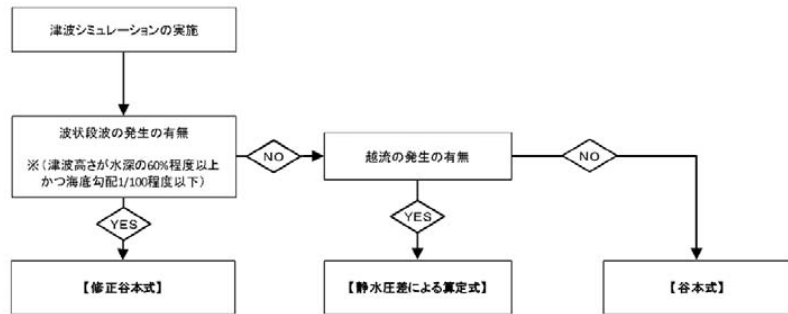 津波シミュレーションの実施
波状段波の発生の有無
※（津波高さが水深の60%程度以上
かつ海底勾配1/100程度以下）
NO
越流の発生の有無
NO
YES
YES
【修正谷本式】
【静水圧差による算定式】
【谷本式】